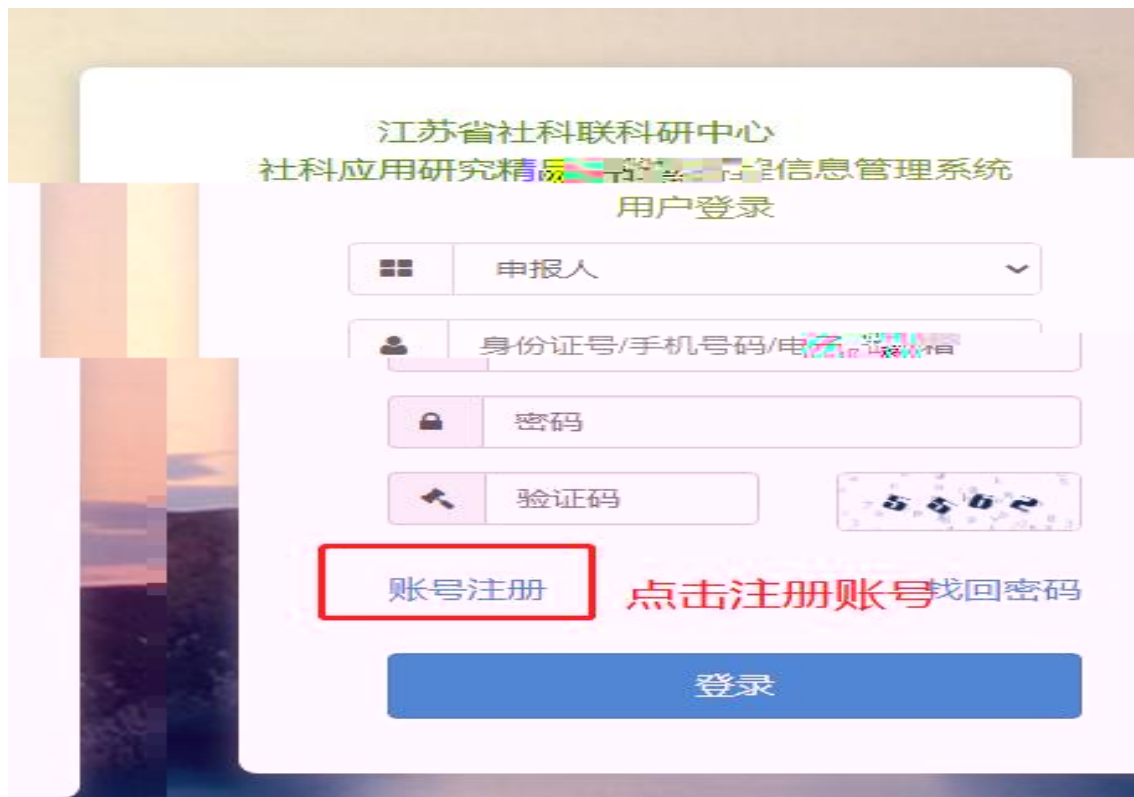 江苏省社科联科研中心
社科应用研究精品 信息管理系统
用户登录
申报人
身份证号/手机号码/电子
密码
验证码
5562
账号注册
点击注册账号
找回密码
登录